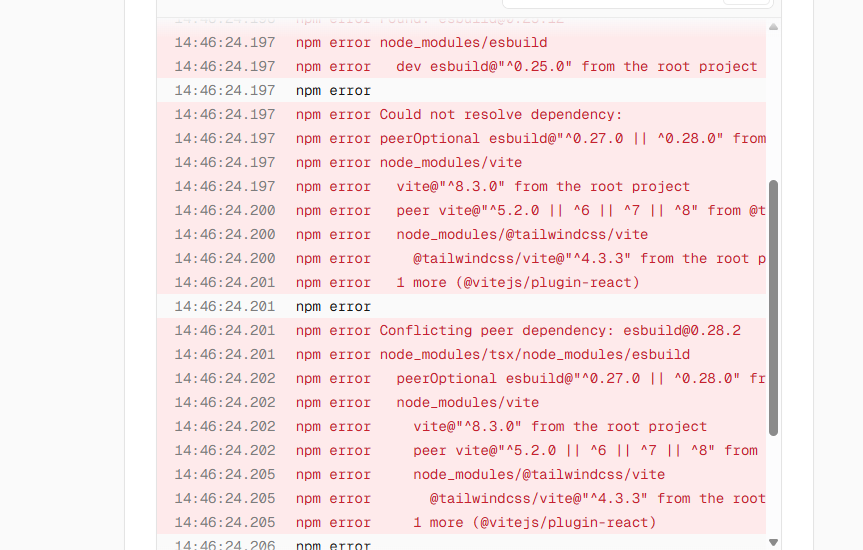 npm error Found: esbuild@0.25.12
14:46:24.197 npm error node_modules/esbuild
14:46:24.197 npm error   dev esbuild@"^0.25.0" from the root project
14:46:24.197 npm error
14:46:24.197 npm error Could not resolve dependency:
14:46:24.197 npm error peerOptional esbuild@"^0.27.0 || ^0.28.0" from
14:46:24.197 npm error node_modules/vite
14:46:24.197 npm error   vite@"^8.3.0" from the root project
14:46:24.200 npm error   peer vite@"^5.2.0 || ^6 || ^7 || ^8" from @t
14:46:24.200 npm error   node_modules/@tailwindcss/vite
14:46:24.200 npm error     @tailwindcss/vite@"^4.3.3" from the root p
14:46:24.201 npm error   1 more (@vitejs/plugin-react)
14:46:24.201 npm error
14:46:24.201 npm error Conflicting peer dependency: esbuild@0.28.2
14:46:24.201 npm error node_modules/tsx/node_modules/esbuild
14:46:24.202 npm error   peerOptional esbuild@"^0.27.0 || ^0.28.0" fr
14:46:24.202 npm error   node_modules/vite
14:46:24.202 npm error     vite@"^8.3.0" from the root project
14:46:24.202 npm error     peer vite@"^5.2.0 || ^6 || ^7 || ^8" from
14:46:24.205 npm error     node_modules/@tailwindcss/vite
14:46:24.205 npm error       @tailwindcss/vite@"^4.3.3" from the root
14:46:24.205 npm error     1 more (@vitejs/plugin-react)
14:46:24.206 npm error